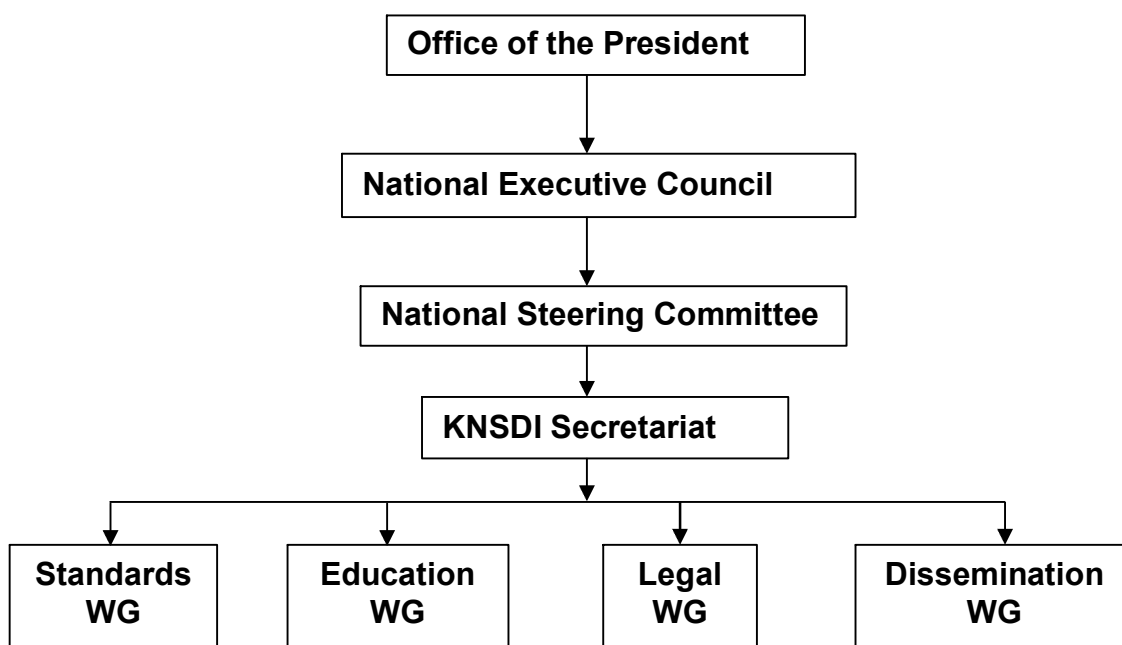 Office of the President
National Executive Council
National Steering Committee
KNSDI Secretariat
Standards
WG
Education
WG
Legal
WG
Dissemination
WG